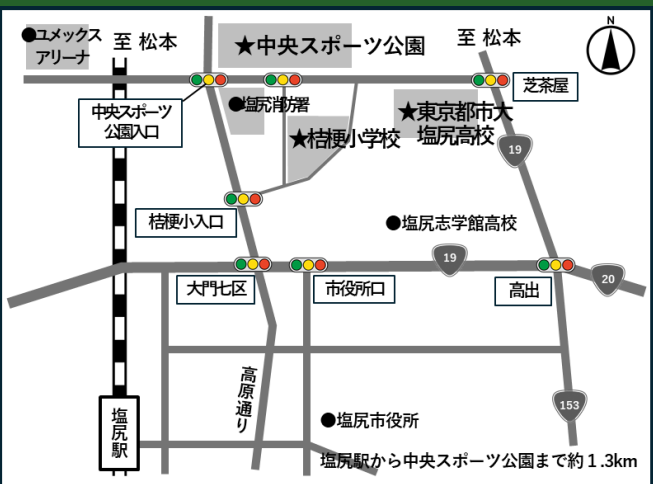 ●ユメックス
アリーナ
至 松本
★中央スポーツ公園
至 松本
N
中央スポーツ
公園入口
●塩尻消防署
★桔梗小学校
★東京都市大
塩尻高校
芝茶屋
19
桔梗小入口
●塩尻志学館高校
大門七区
市役所口
19
高出
20
高原通り
塩尻駅
●塩尻市役所
153
塩尻駅から中央スポーツ公園まで約1.3km